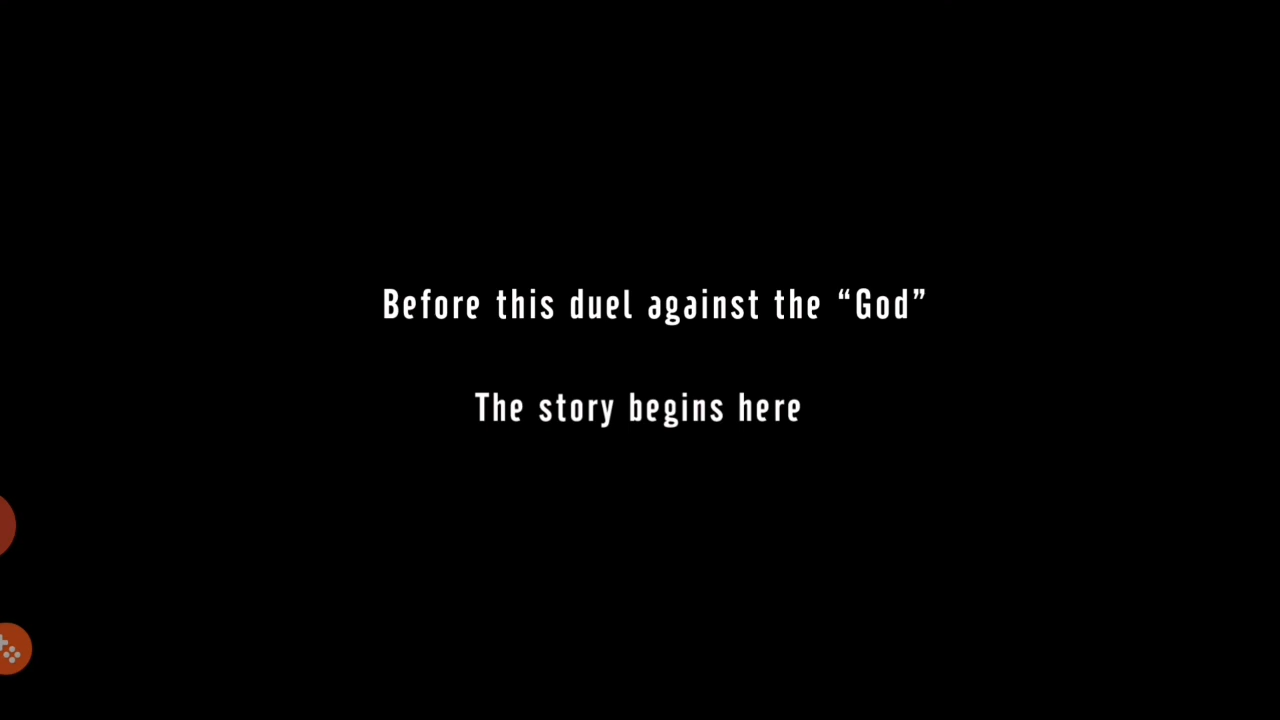 Before this duel against the “God”
The story begins here